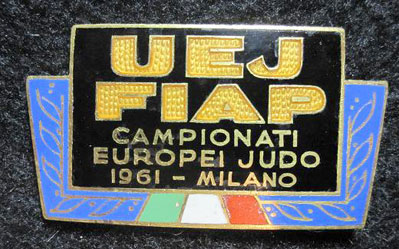 UEJ
FIAP
CAMPIONATI
EUROPEI JUDO
1961 - MILANO